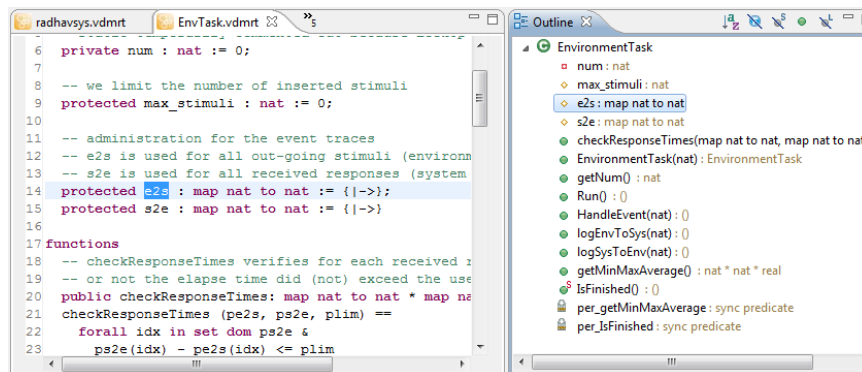 radhavsys.vdmrt
EnvTask.vdmrt
5
6 private num : nat := 0;
7
8 -- we limit the number of inserted stimuli
9 protected max_stimuli : nat := 0;
10
11 -- administration for the event traces
12 -- e2s is used for all out-going stimuli (environm
13 -- s2e is used for all received responses (system
14 protected e2s : map nat to nat := {|->};
15 protected s2e : map nat to nat := {|->}
16
17 functions
18 -- checkResponseTimes verifies for each received r
19 -- or not the elapse time did (not) exceed the use
20 public checkResponseTimes: map nat to nat * map na
21 checkResponseTimes (pe2s, ps2e, plim) ==
22 forall idx in set dom ps2e &
23 ps2e(idx) - pe2s(idx) <= plim
Outline
EnvironmentTask
num : nat
max_stimuli : nat
e2s : map nat to nat
s2e : map nat to nat
checkResponseTimes(map nat to nat, map nat to nat
EnvironmentTask(nat) : EnvironmentTask
getNum() : nat
Run() : ()
HandleEvent(nat) : ()
logEnvToSys(nat) : ()
logSysToEnv(nat) : ()
getMinMaxAverage() : nat * nat * real
IsFinished() : ()
per_getMinMaxAverage : sync predicate
per_IsFinished : sync predicate